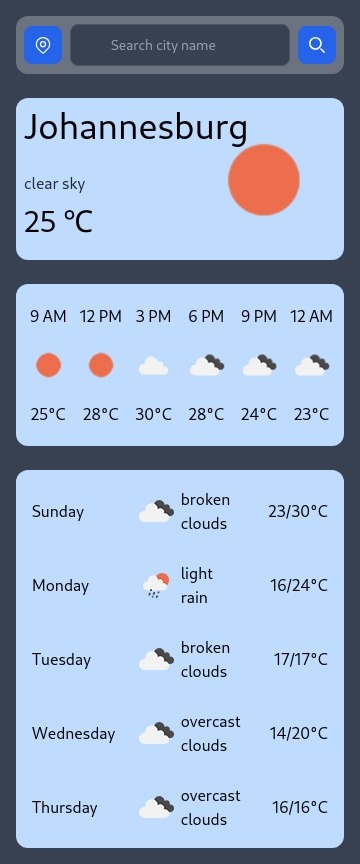 Search city name
Johannesburg
clear sky
25 °C
9 AM 12 PM 3 PM 6 PM 9 PM 12 AM
25°C 28°C 30°C 28°C 24°C 23°C
Sunday broken clouds 23/30°C
Monday light rain 16/24°C
Tuesday broken clouds 17/17°C
Wednesday overcast clouds 14/20°C
Thursday overcast clouds 16/16°C